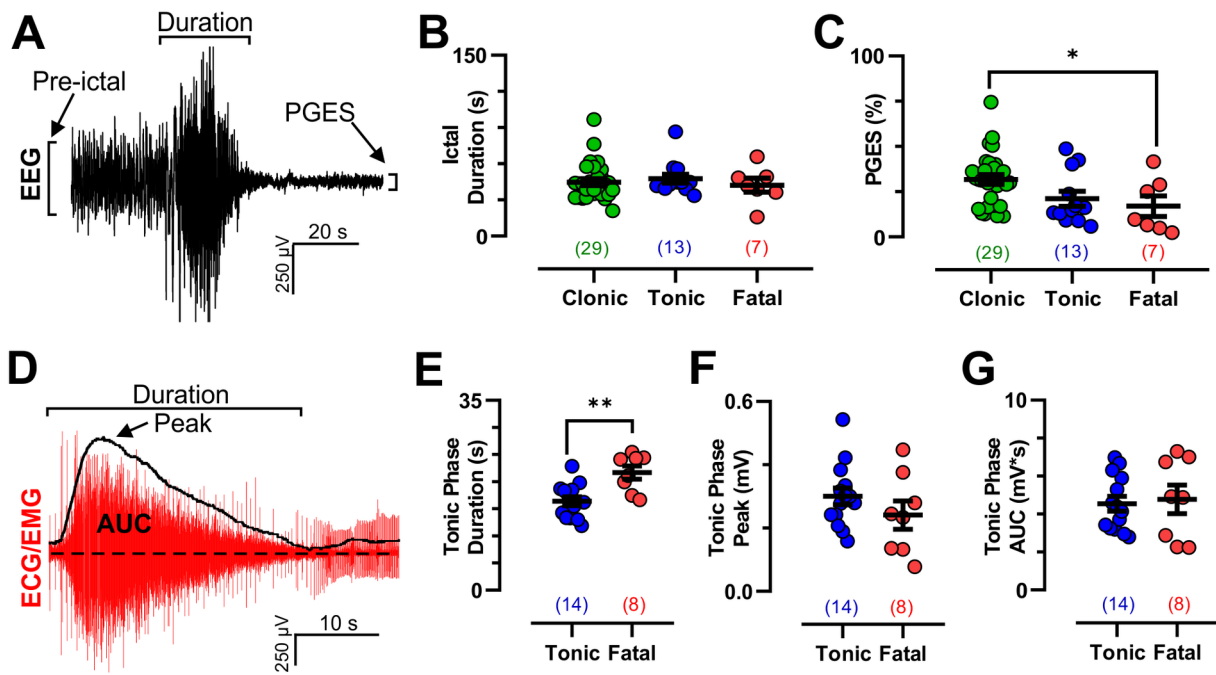 A
Duration
Pre-ictal
PGES
EEG
20 s
250 µV
B
Ictal
Duration (s)
150
0
(29)
(13)
(7)
Clonic
Tonic
Fatal
C
PGES (%)
100
0
*
(29)
(13)
(7)
Clonic
Tonic
Fatal
D
Duration
Peak
AUC
ECG/EMG
10 s
250 µV
E
Tonic Phase
Duration (s)
35
0
**
(14)
(8)
Tonic Fatal
F
Tonic Phase
Peak (mV)
0.6
0.0
(14)
(8)
Tonic Fatal
G
Tonic Phase
AUC (mV*s)
10
0
(14)
(8)
Tonic Fatal